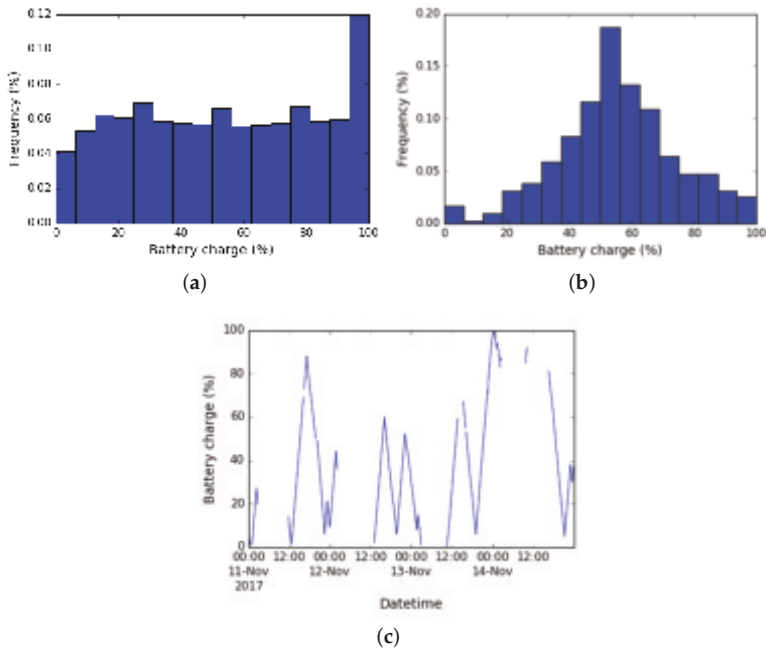 0.12
0.10
0.08
0.06
0.04
0.02
0.00
Frequency (%)
0 20 40 60 80 100
Battery charge (%)
(a)
0.20
0.15
0.10
0.05
0.00
Frequency (%)
0 20 40 60 80 100
Battery charge (%)
(b)
100
80
60
40
20
0
Battery charge (%)
00:00 12:00 00:00 12:00 00:00 12:00 00:00 12:00
11-Nov 12-Nov 13-Nov 14-Nov
2017
Datetime
(c)